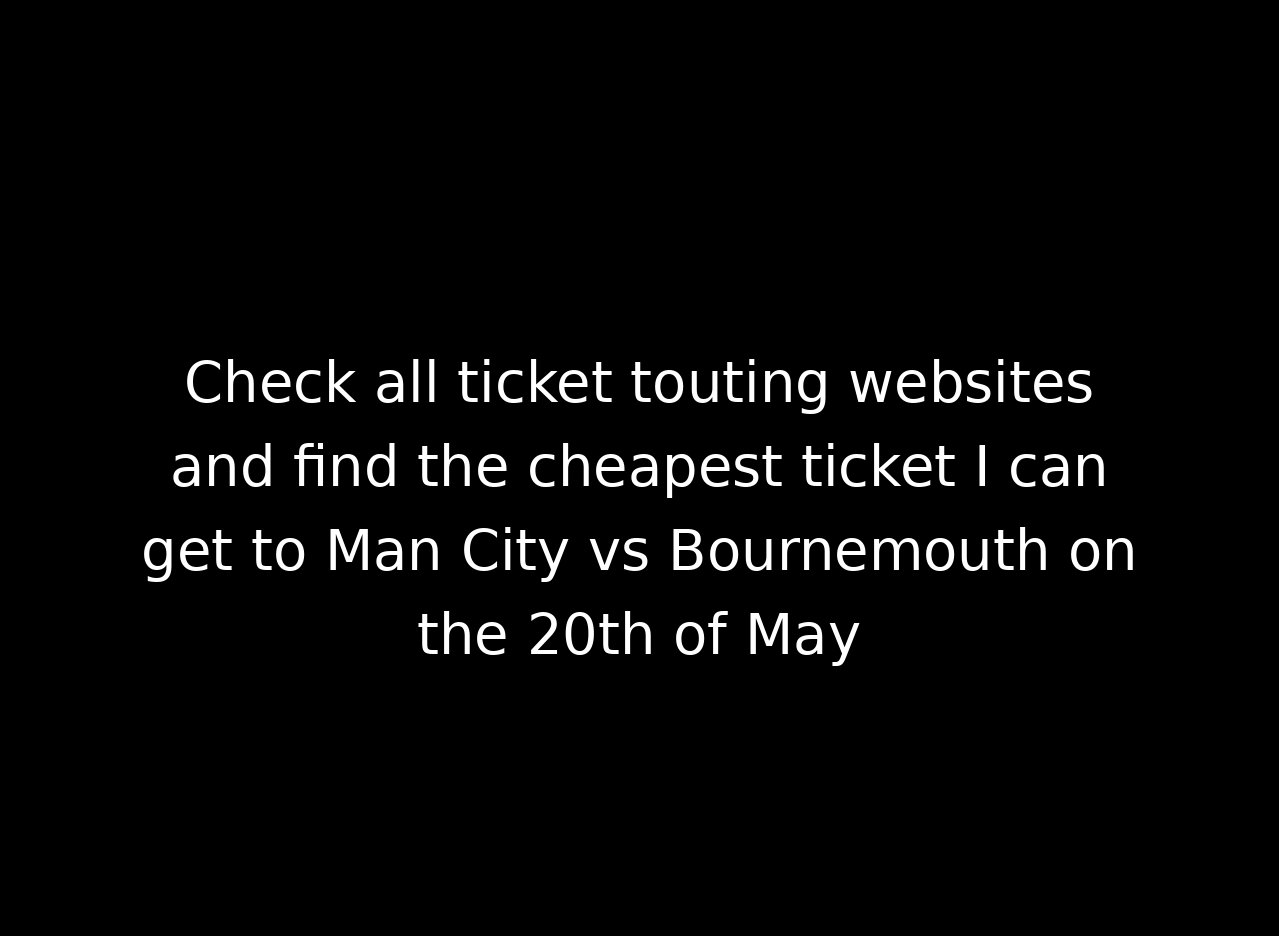 Check all ticket touting websites
and find the cheapest ticket I can
get to Man City vs Bournemouth on
the 20th of May